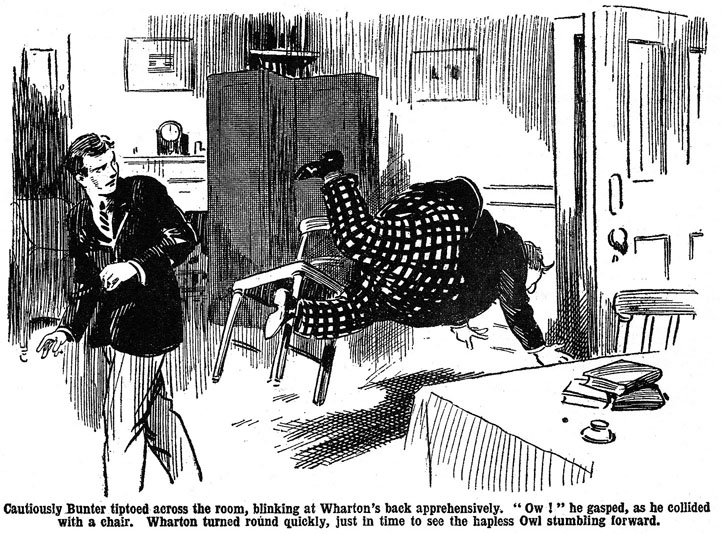 Cautiously Bunter tiptoed across the room, blinking at Wharton's back apprehensively. "Ow!" he gasped, as he collided
with a chair. Wharton turned round quickly, just in time to see the hapless Owl stumbling forward.